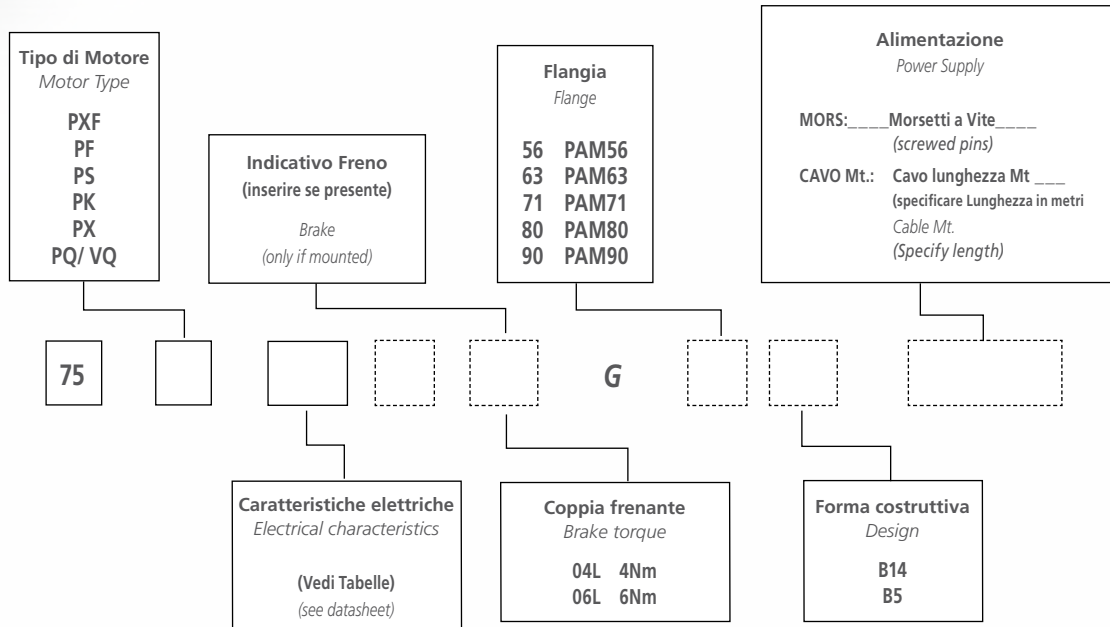 Tipo di Motore
Motor Type
PXF
PF
PS
PK
PX
PQ/ VQ
Indicativo Freno
(inserire se presente)
Brake
(only if mounted)
Flangia
Flange
56 PAM56
63 PAM63
71 PAM71
80 PAM80
90 PAM90
Alimentazione
Power Supply
MORS:____Morsetti a Vite____
(screwed pins)
CAVO Mt.: Cavo lunghezza Mt ___
(specificare Lunghezza in metri
Cable Mt.
(Specify length)
75
G
Caratteristiche elettriche
Electrical characteristics
(Vedi Tabelle)
(see datasheet)
Coppia frenante
Brake torque
04L 4Nm
06L 6Nm
Forma costruttiva
Design
B14
B5